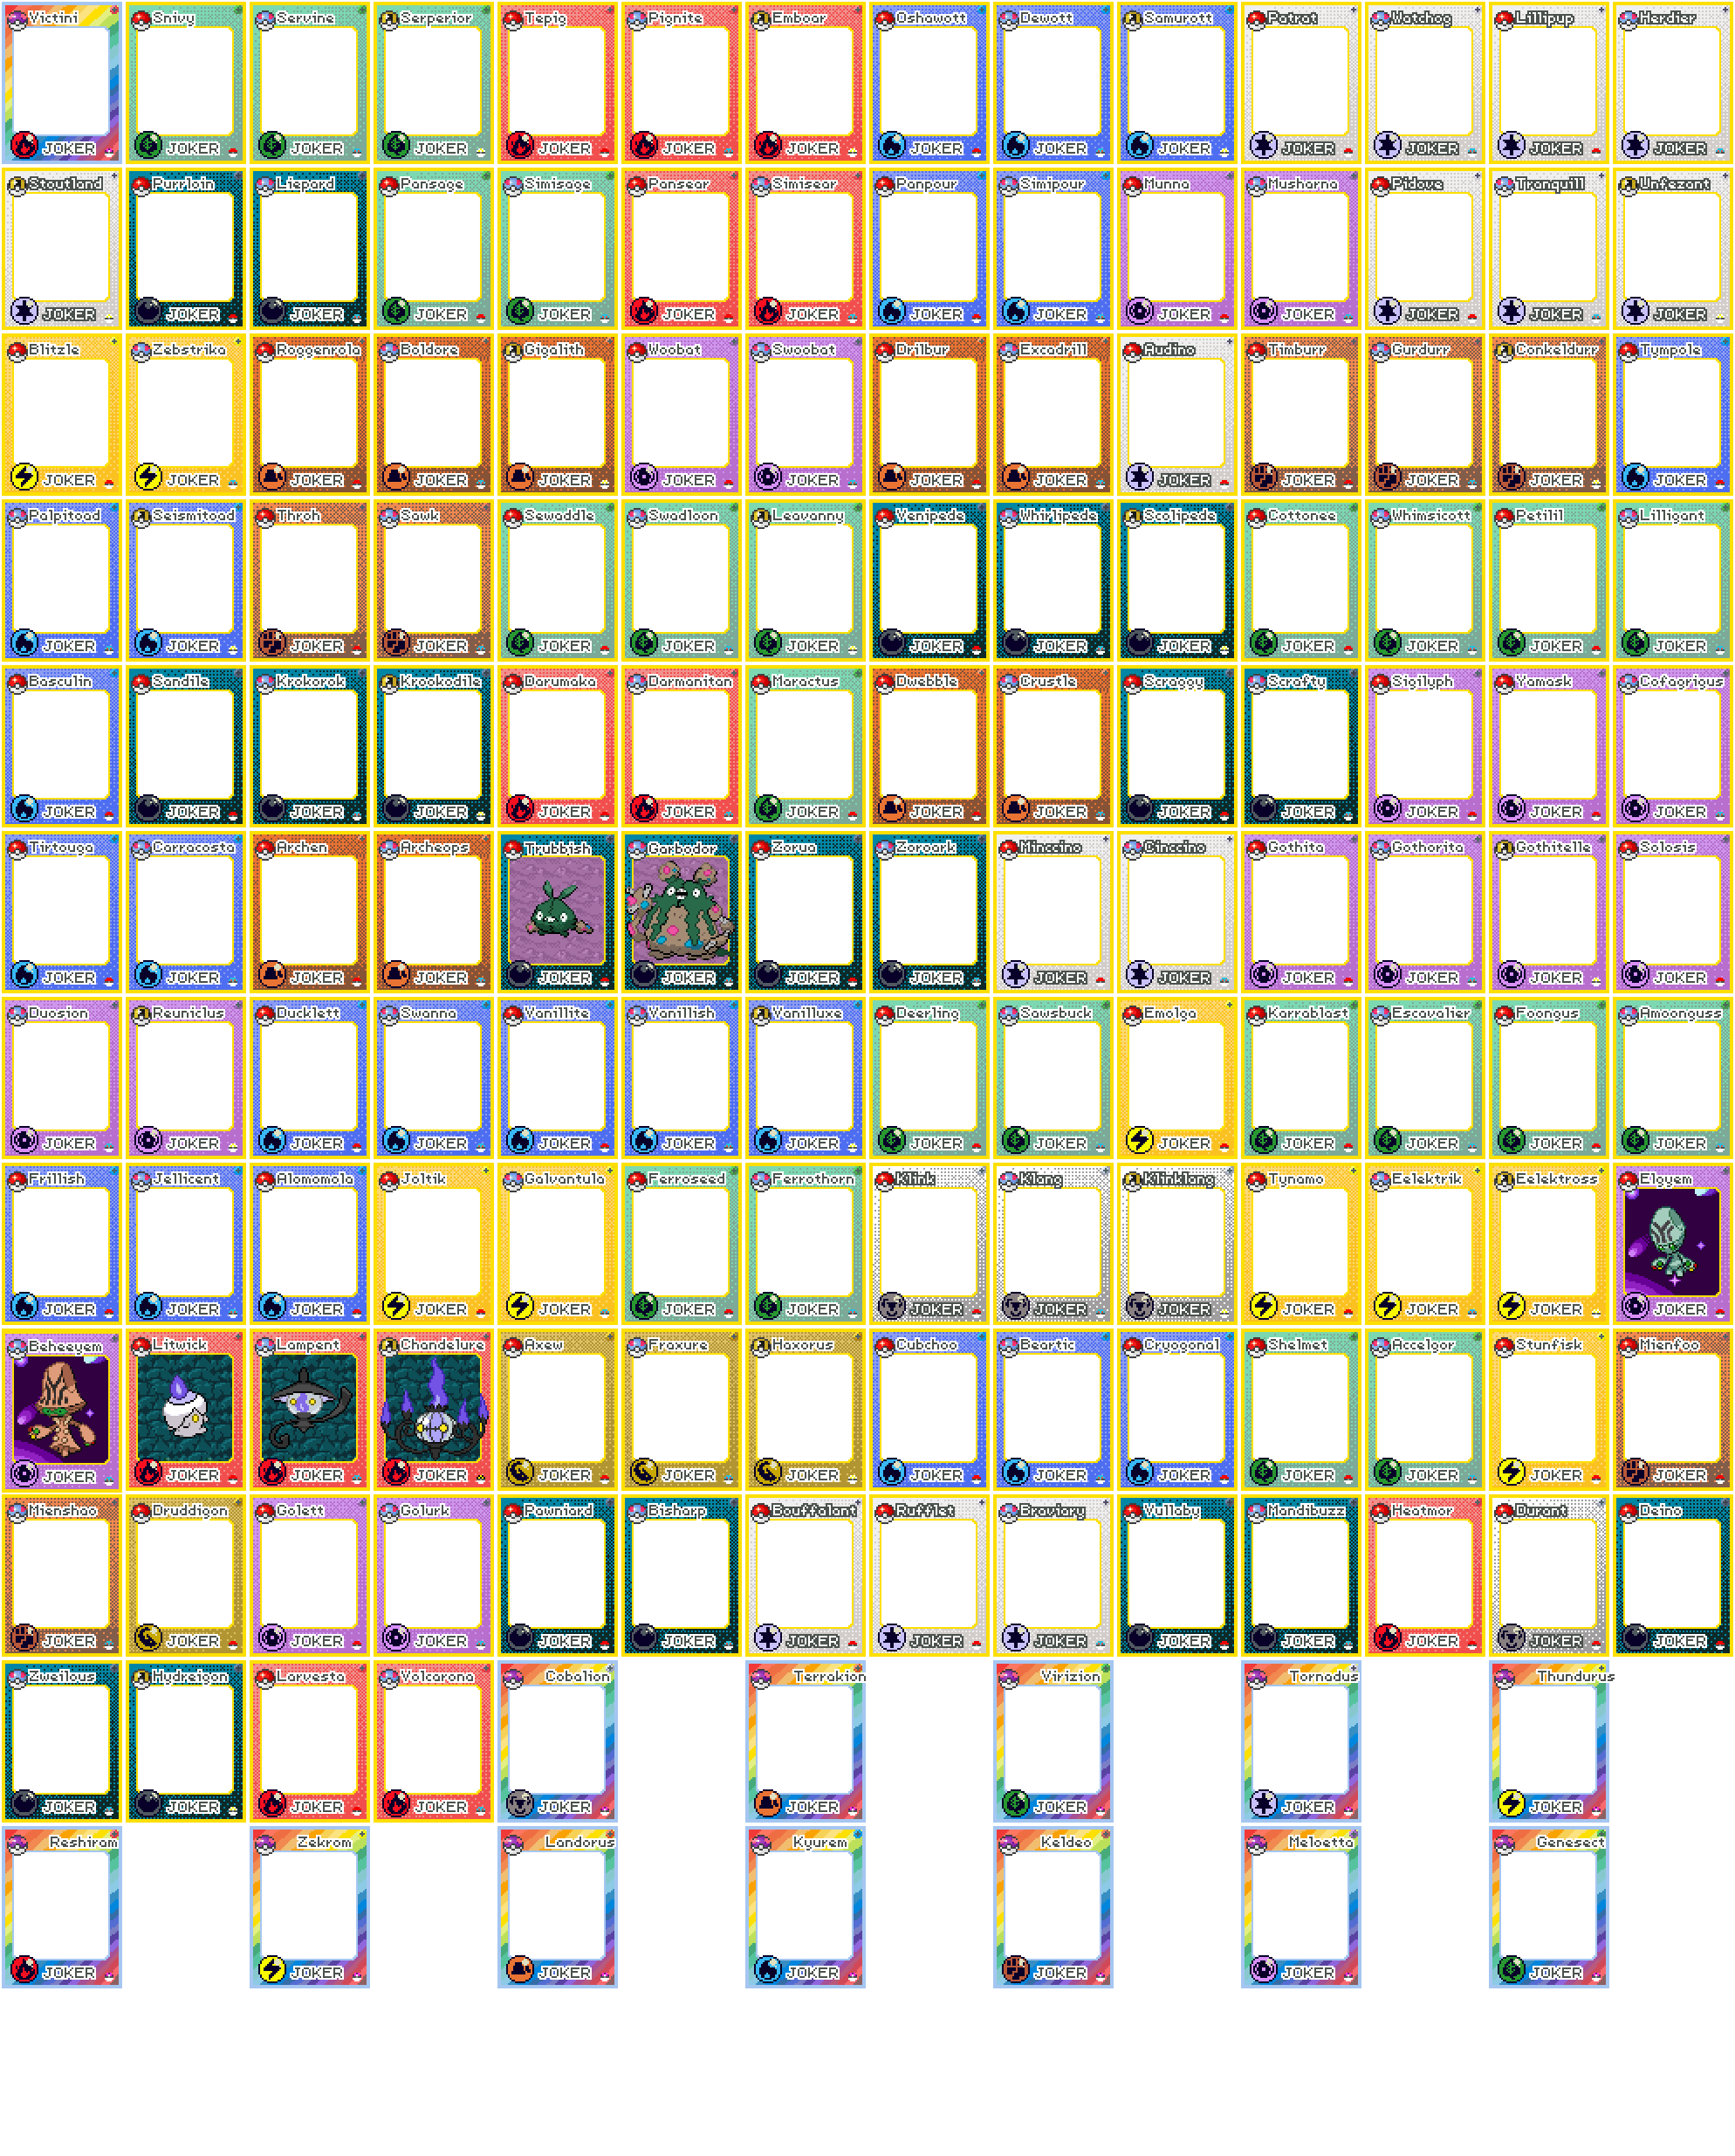 Victini Snivy Servine Serperior Tepig Pignite Emboar Oshawott Dewott Samurott Patrat Watchog Lillipup Herdier
JOKER JOKER JOKER JOKER JOKER JOKER JOKER JOKER JOKER JOKER JOKER JOKER JOKER JOKER
Stoutland Purrloin Liepard Pansage Simisage Pansear Simisear Panpour Simipour Munna Musharna Pidove Tranquill Unfezant
JOKER JOKER JOKER JOKER JOKER JOKER JOKER JOKER JOKER JOKER JOKER JOKER JOKER JOKER
Blitzle Zebstrika Roggenrola Boldore Gigalith Woobat Swoobat Drilbur Excadrill Audino Timburr Gurdurr Conkeldurr Tympole
JOKER JOKER JOKER JOKER JOKER JOKER JOKER JOKER JOKER JOKER JOKER JOKER JOKER JOKER
Palpitoad Seismitoad Throh Sawk Sewaddle Swadloon Leavanny Venipede Whirlipede Scolipede Cottonee Whimsicott Petilil Lilligant
JOKER JOKER JOKER JOKER JOKER JOKER JOKER JOKER JOKER JOKER JOKER JOKER JOKER JOKER
Basculin Sandile Krokorok Krookodile Darumaka Darmanitan Maractus Dwebble Crustle Scraggy Scrafty Sigilyph Yamask Cofagrigus
JOKER JOKER JOKER JOKER JOKER JOKER JOKER JOKER JOKER JOKER JOKER JOKER JOKER JOKER
Tirtouga Carracosta Archen Archeops Trubbish Garbodor Zorua Zoroark Minccino Cinccino Gothita Gothorita Gothitelle Solosis
JOKER JOKER JOKER JOKER JOKER JOKER JOKER JOKER JOKER JOKER JOKER JOKER JOKER JOKER
Duosion Reuniclus Ducklett Swanna Vanillite Vanillish Vanilluxe Deerling Sawsbuck Emolga Karrablast Escavalier Foongus Amoonguss
JOKER JOKER JOKER JOKER JOKER JOKER JOKER JOKER JOKER JOKER JOKER JOKER JOKER JOKER
Frillish Jellicent Alomomola Joltik Galvantula Ferroseed Ferrothorn Klink Klang Klinklang Tynamo Eelektrik Eelektross Elgyem
JOKER JOKER JOKER JOKER JOKER JOKER JOKER JOKER JOKER JOKER JOKER JOKER JOKER JOKER
Beheeyem Litwick Lampent Chandelure Axew Fraxure Haxorus Cubchoo Beartic Cryogonal Shelmet Accelgor Stunfisk Mienfoo
JOKER JOKER JOKER JOKER JOKER JOKER JOKER JOKER JOKER JOKER JOKER JOKER JOKER JOKER
Mienshao Druddigon Golett Golurk Pawniard Bisharp Bouffalant Rufflet Braviary Vullaby Mandibuzz Heatmor Durant Deino
JOKER JOKER JOKER JOKER JOKER JOKER JOKER JOKER JOKER JOKER JOKER JOKER JOKER JOKER
Zweilous Hydreigon Larvesta Volcarona Cobalion Terrakion Virizion Tornadus Thundurus
JOKER JOKER JOKER JOKER JOKER JOKER JOKER JOKER JOKER
Reshiram Zekrom Landorus Kyurem Keldeo Meloetta Genesect
JOKER JOKER JOKER JOKER JOKER JOKER JOKER